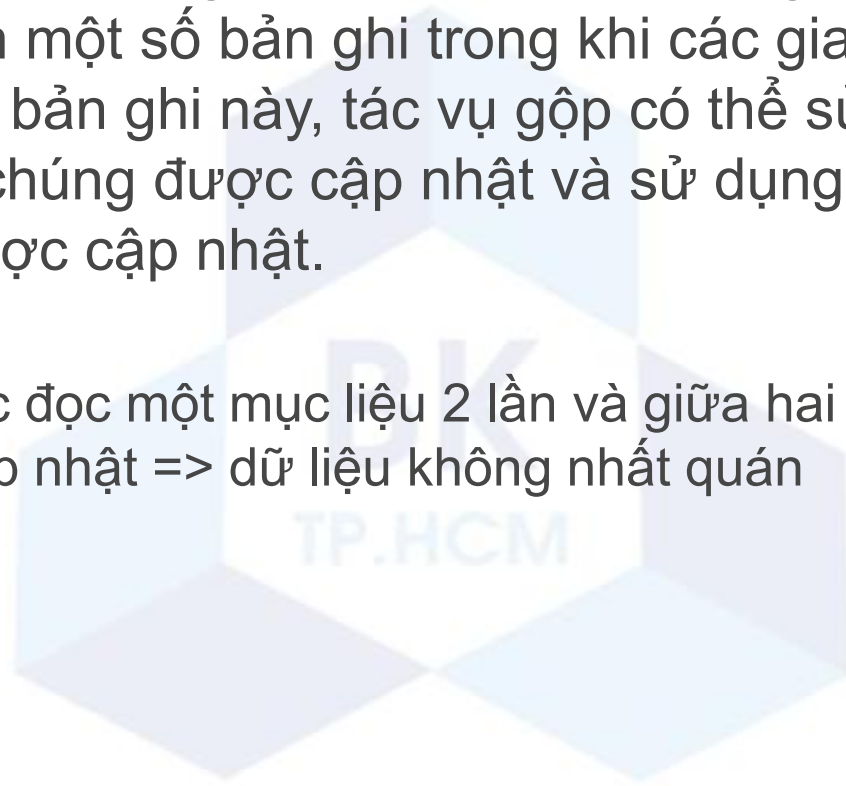 một số bản ghi trong khi các gia
bản ghi này, tác vụ gộp có thể sử
chúng được cập nhật và sử dụng
ợc cập nhật.
c đọc một mục liệu 2 lần và giữa hai
p nhật => dữ liệu không nhất quán
BK
TP.HCM